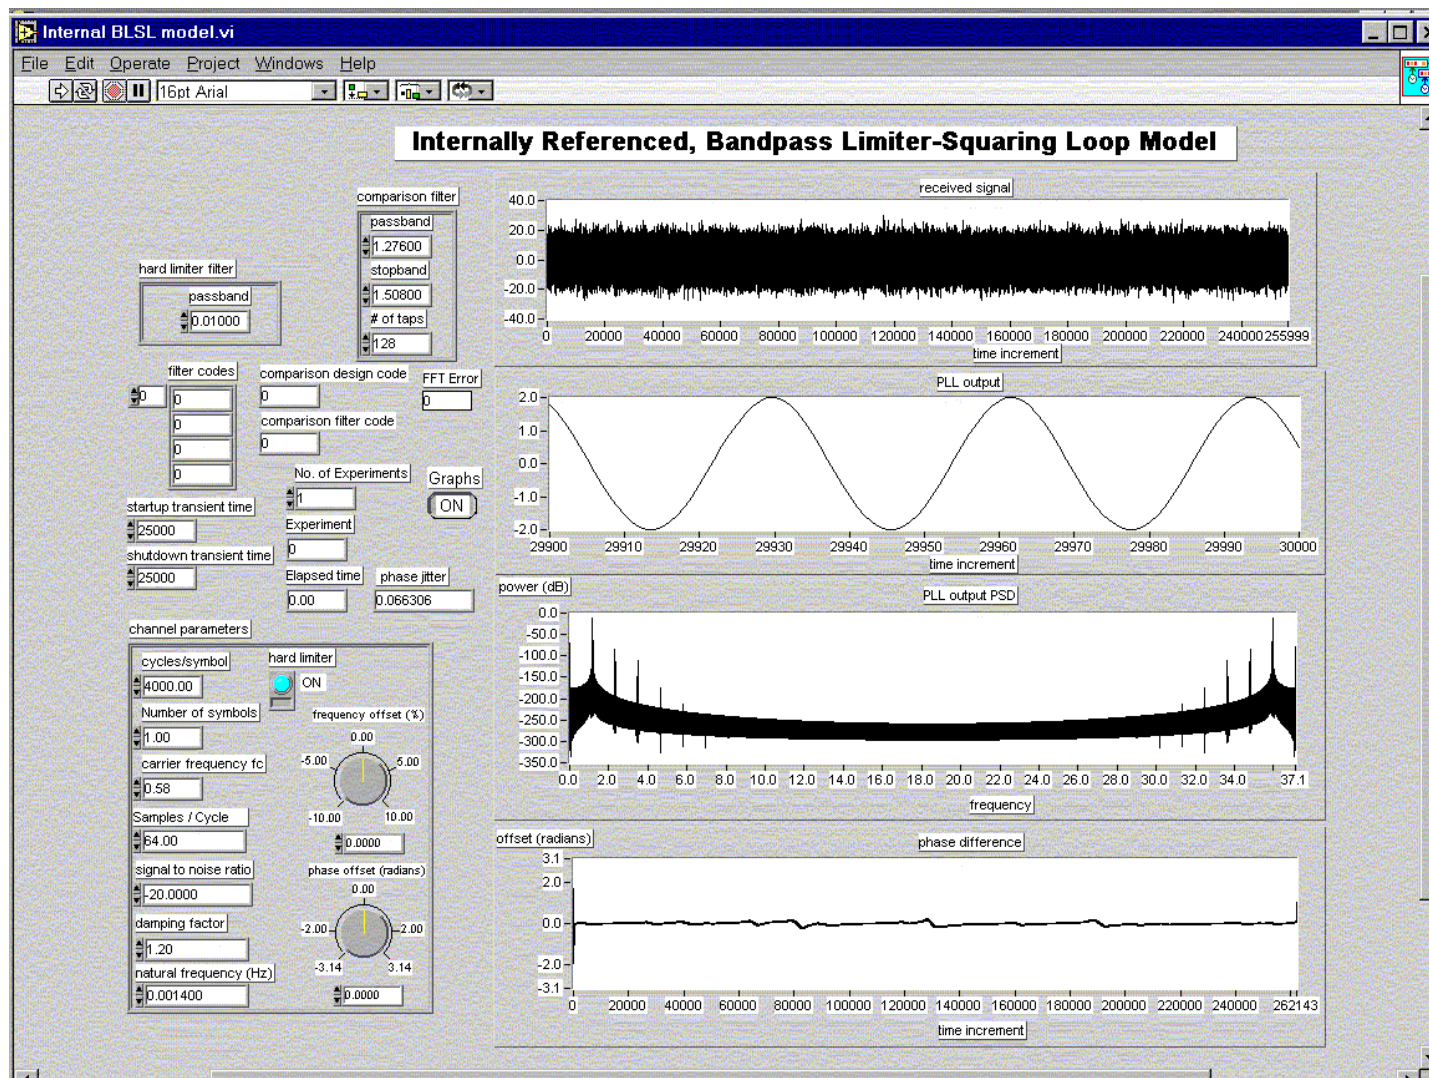 Internal BLSL model.vi
File Edit Operate Project Windows Help
16pt Arial
Internally Referenced, Bandpass Limiter-Squaring Loop Model
comparison filter
passband
1.27600
stopband
1.50800
# of taps
128
hard limiter filter
passband
0.01000
filter codes
0
0
0
0
0
comparison design code
0
comparison filter code
0
FFT Error
0
No. of Experiments
1
Graphs
ON
startup transient time
25000
Experiment
0
shutdown transient time
25000
Elapsed time
0.00
phase jitter
0.066306
channel parameters
cycles/symbol
4000.00
hard limiter
ON
Number of symbols
1.00
carrier frequency fc
0.58
Samples / Cycle
64.00
signal to noise ratio
-20.0000
damping factor
1.20
natural frequency (Hz)
0.001400
frequency offset (%)
0.00
-5.00 5.00
-10.00 10.00
0.0000
phase offset (radians)
0.00
-2.00 2.00
-3.14 3.14
0.0000
received signal
40.0
20.0
0.0
-20.0
-40.0
0 20000 40000 60000 80000 100000 120000 140000 160000 180000 200000 220000 240000 255999
time increment
PLL output
2.0
1.0
0.0
-1.0
-2.0
29900 29910 29920 29930 29940 29950 29960 29970 29980 29990 30000
time increment
power (dB)
PLL output PSD
0.0
-50.0
-100.0
-150.0
-200.0
-250.0
-300.0
-350.0
0.0 2.0 4.0 6.0 8.0 10.0 12.0 14.0 16.0 18.0 20.0 22.0 24.0 26.0 28.0 30.0 32.0 34.0 37.1
frequency
offset (radians)
phase difference
3.1
2.0
0.0
-2.0
-3.1
0 20000 40000 60000 80000 100000 120000 140000 160000 180000 200000 220000 240000 262143
time increment